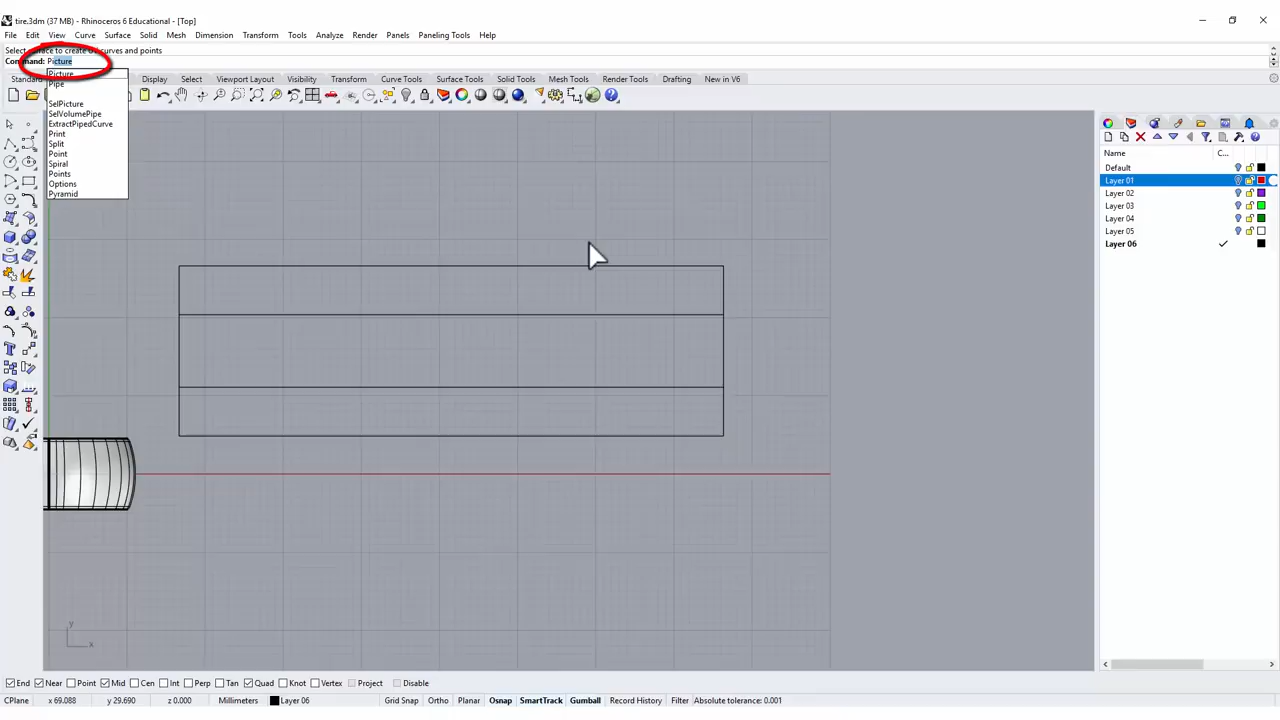 tire.3dm (37 MB) - Rhinoceros 6 Educational - [Top]
File Edit View Curve Surface Solid Mesh Dimension Transform Tools Analyze Render Panels Paneling Tools Help
Select surface to create UV curves and points
Command: Picture
Standard Display Select Viewport Layout Visibility Transform Curve Tools Surface Tools Solid Tools Mesh Tools Render Tools Drafting New in V6
Picture
Pipe
SelPicture
SelVolumePipe
ExtractPipedCurve
Print
Split
Point
Spiral
Points
Options
Pyramid
Name C...
Default
Layer 01
Layer 02
Layer 03
Layer 04
Layer 05
Layer 06
y
x
End Near Point Mid Cen Int Perp Tan Quad Knot Vertex Project Disable
CPlane x 69.088 y 29.690 z 0.000 Millimeters Layer 06 Grid Snap Ortho Planar Osnap SmartTrack Gumball Record History Filter Absolute tolerance: 0.001